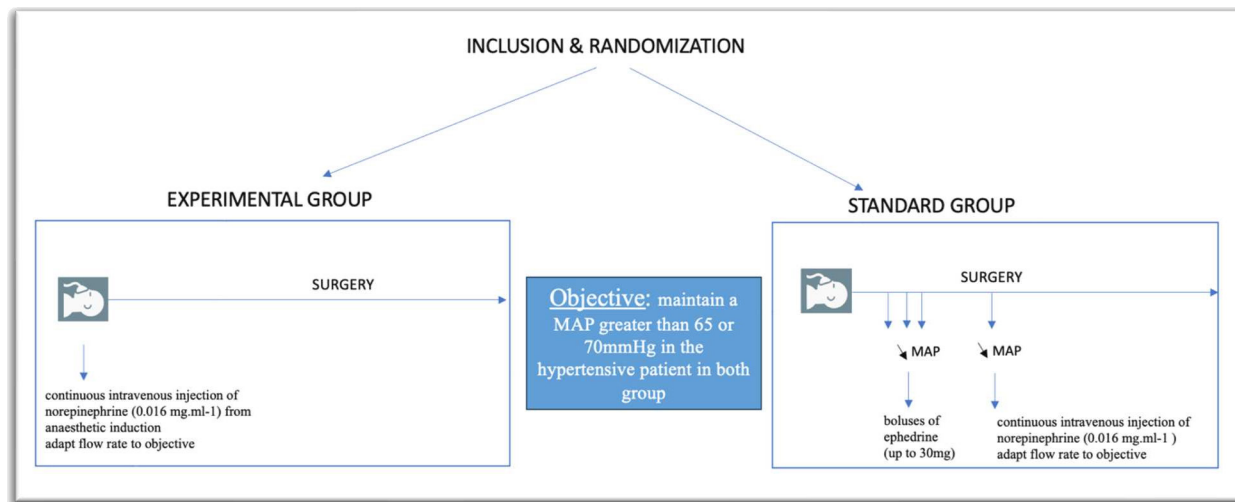 INCLUSION & RANDOMIZATION
EXPERIMENTAL GROUP
SURGERY
continuous intravenous injection of
norepinephrine (0.016 mg.ml-1) from
anaesthetic induction
adapt flow rate to objective
Objective: maintain a
MAP greater than 65 or
70mmHg in the
hypertensive patient in both
group
STANDARD GROUP
SURGERY
MAP
MAP
boluses of
ephedrine
(up to 30mg)
continuous intravenous injection of
norepinephrine (0.016 mg.ml-1 )
adapt flow rate to objective